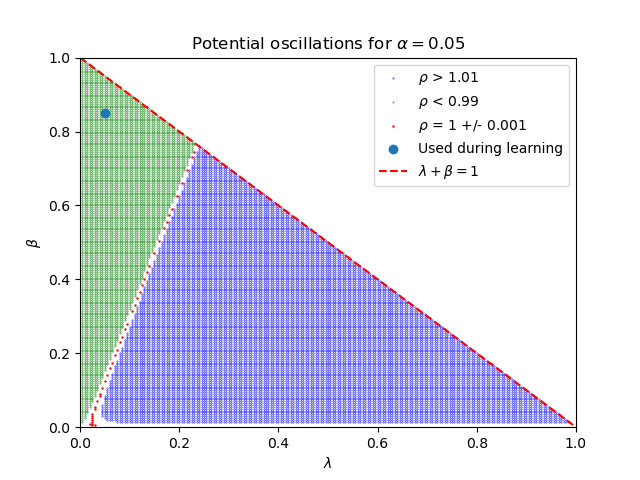 Potential oscillations for α = 0.05
1.0
0.8
0.6
0.4
0.2
0.0
β
0.0 0.2 0.4 0.6 0.8 1.0
λ
ρ > 1.01
ρ < 0.99
ρ = 1 +/- 0.001
Used during learning
λ + β = 1